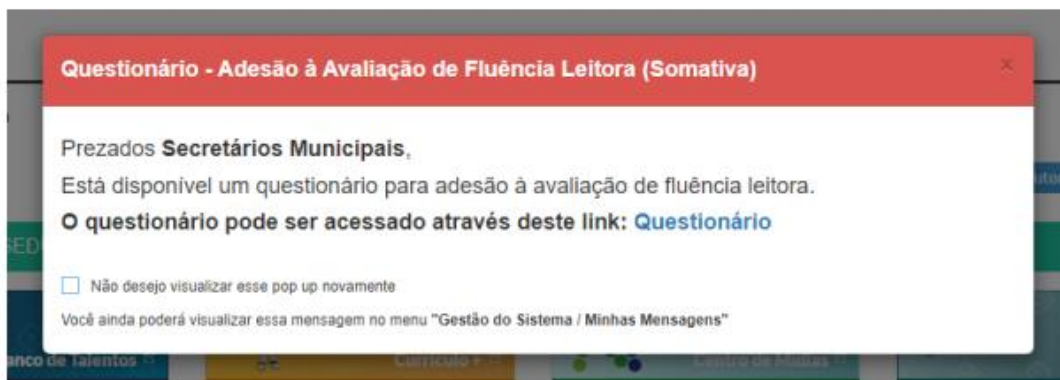 Questionário - Adesão à Avaliação de Fluência Leitora (Somativa)
×
Prezados Secretários Municipais,
Está disponível um questionário para adesão à avaliação de fluência leitora.
O questionário pode ser acessado através deste link: Questionário
Não desejo visualizar esse pop up novamente
Você ainda poderá visualizar essa mensagem no menu "Gestão do Sistema / Minhas Mensagens"
de Talentos
Currículo +
Centro de Mídias